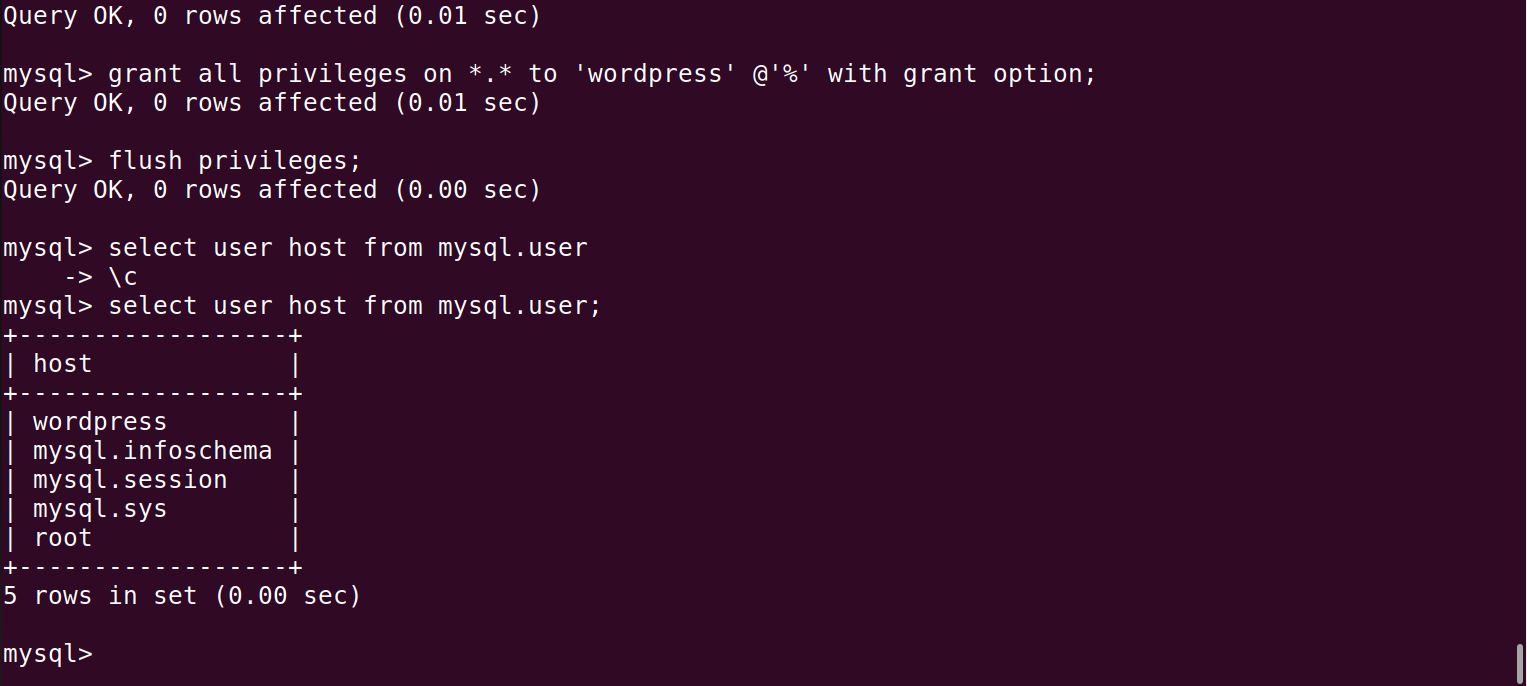 Query OK, 0 rows affected (0.01 sec)
mysql> grant all privileges on *.* to 'wordpress' @'%' with grant option;
Query OK, 0 rows affected (0.01 sec)
mysql> flush privileges;
Query OK, 0 rows affected (0.00 sec)
mysql> select user host from mysql.user
    -> \c
mysql> select user host from mysql.user;
+------------------+
| host             |
+------------------+
| wordpress        |
| mysql.infoschema |
| mysql.session    |
| mysql.sys        |
| root             |
+------------------+
5 rows in set (0.00 sec)
mysql>